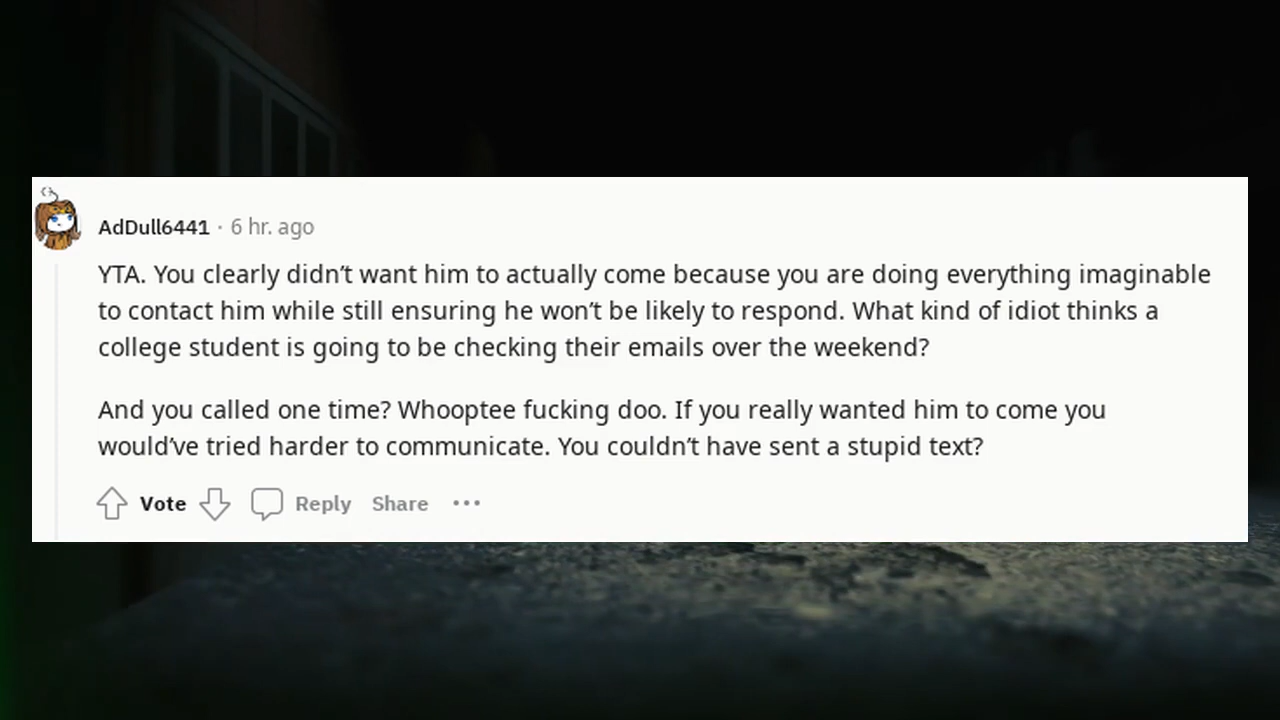 AdDull6441 · 6 hr. ago
YTA. You clearly didn’t want him to actually come because you are doing everything imaginable
to contact him while still ensuring he won’t be likely to respond. What kind of idiot thinks a
college student is going to be checking their emails over the weekend?
And you called one time? Whooptee fucking doo. If you really wanted him to come you
would’ve tried harder to communicate. You couldn’t have sent a stupid text?
Vote Reply Share ···